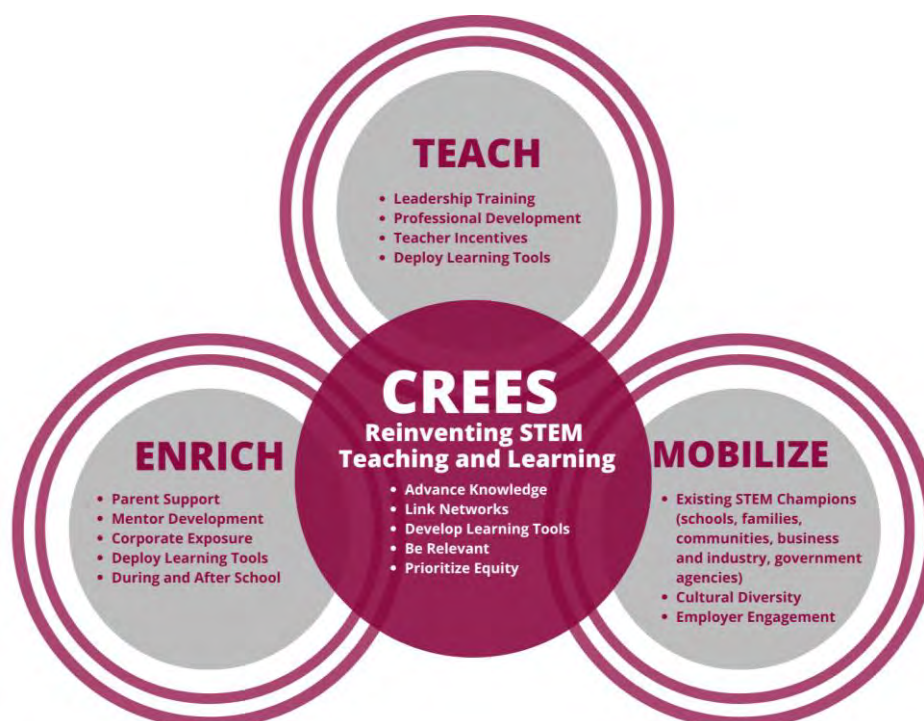 TEACH
• Leadership Training
• Professional Development
• Teacher Incentives
• Deploy Learning Tools
CREES
Reinventing STEM
Teaching and Learning
• Advance Knowledge
• Link Networks
• Develop Learning Tools
• Be Relevant
• Prioritize Equity
ENRICH
• Parent Support
• Mentor Development
• Corporate Exposure
• Deploy Learning Tools
• During and After School
MOBILIZE
• Existing STEM Champions
(schools, families,
communities, business
and industry, government
agencies)
• Cultural Diversity
• Employer Engagement